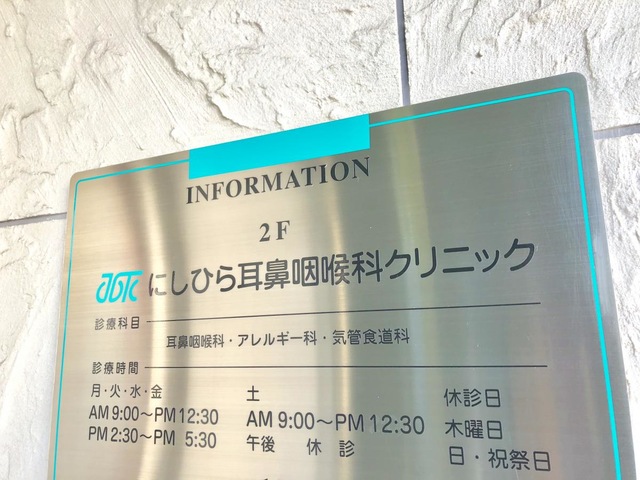 INFORMATION
2F
にしひら耳鼻咽喉科クリニック
診療科目
耳鼻咽喉科・アレルギー科・気管食道科
診療時間
月・火・水・金
AM 9:00〜PM 12:30
PM 2:30〜PM 5:30
土
AM 9:00〜PM 12:30
午後 休 診
休診日
木曜日
日・祝祭日